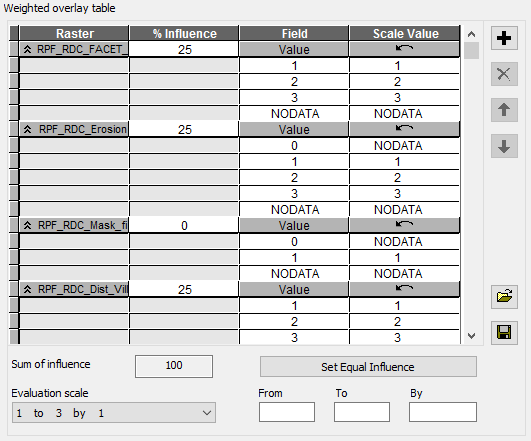 Weighted overlay table
Raster % Influence Field Scale Value
RPF_RDC_FACET_ 25 Value
1 1
2 2
3 3
NODATA NODATA
RPF_RDC_Erosion 25 Value
0 NODATA
1 1
2 2
3 3
NODATA NODATA
RPF_RDC_Mask_fi 0 Value
0 NODATA
1 1
NODATA NODATA
RPF_RDC_Dist_Vill 25 Value
1 1
2 2
3 3
Sum of influence 100 Set Equal Influence
Evaluation scale From To By
1 to 3 by 1